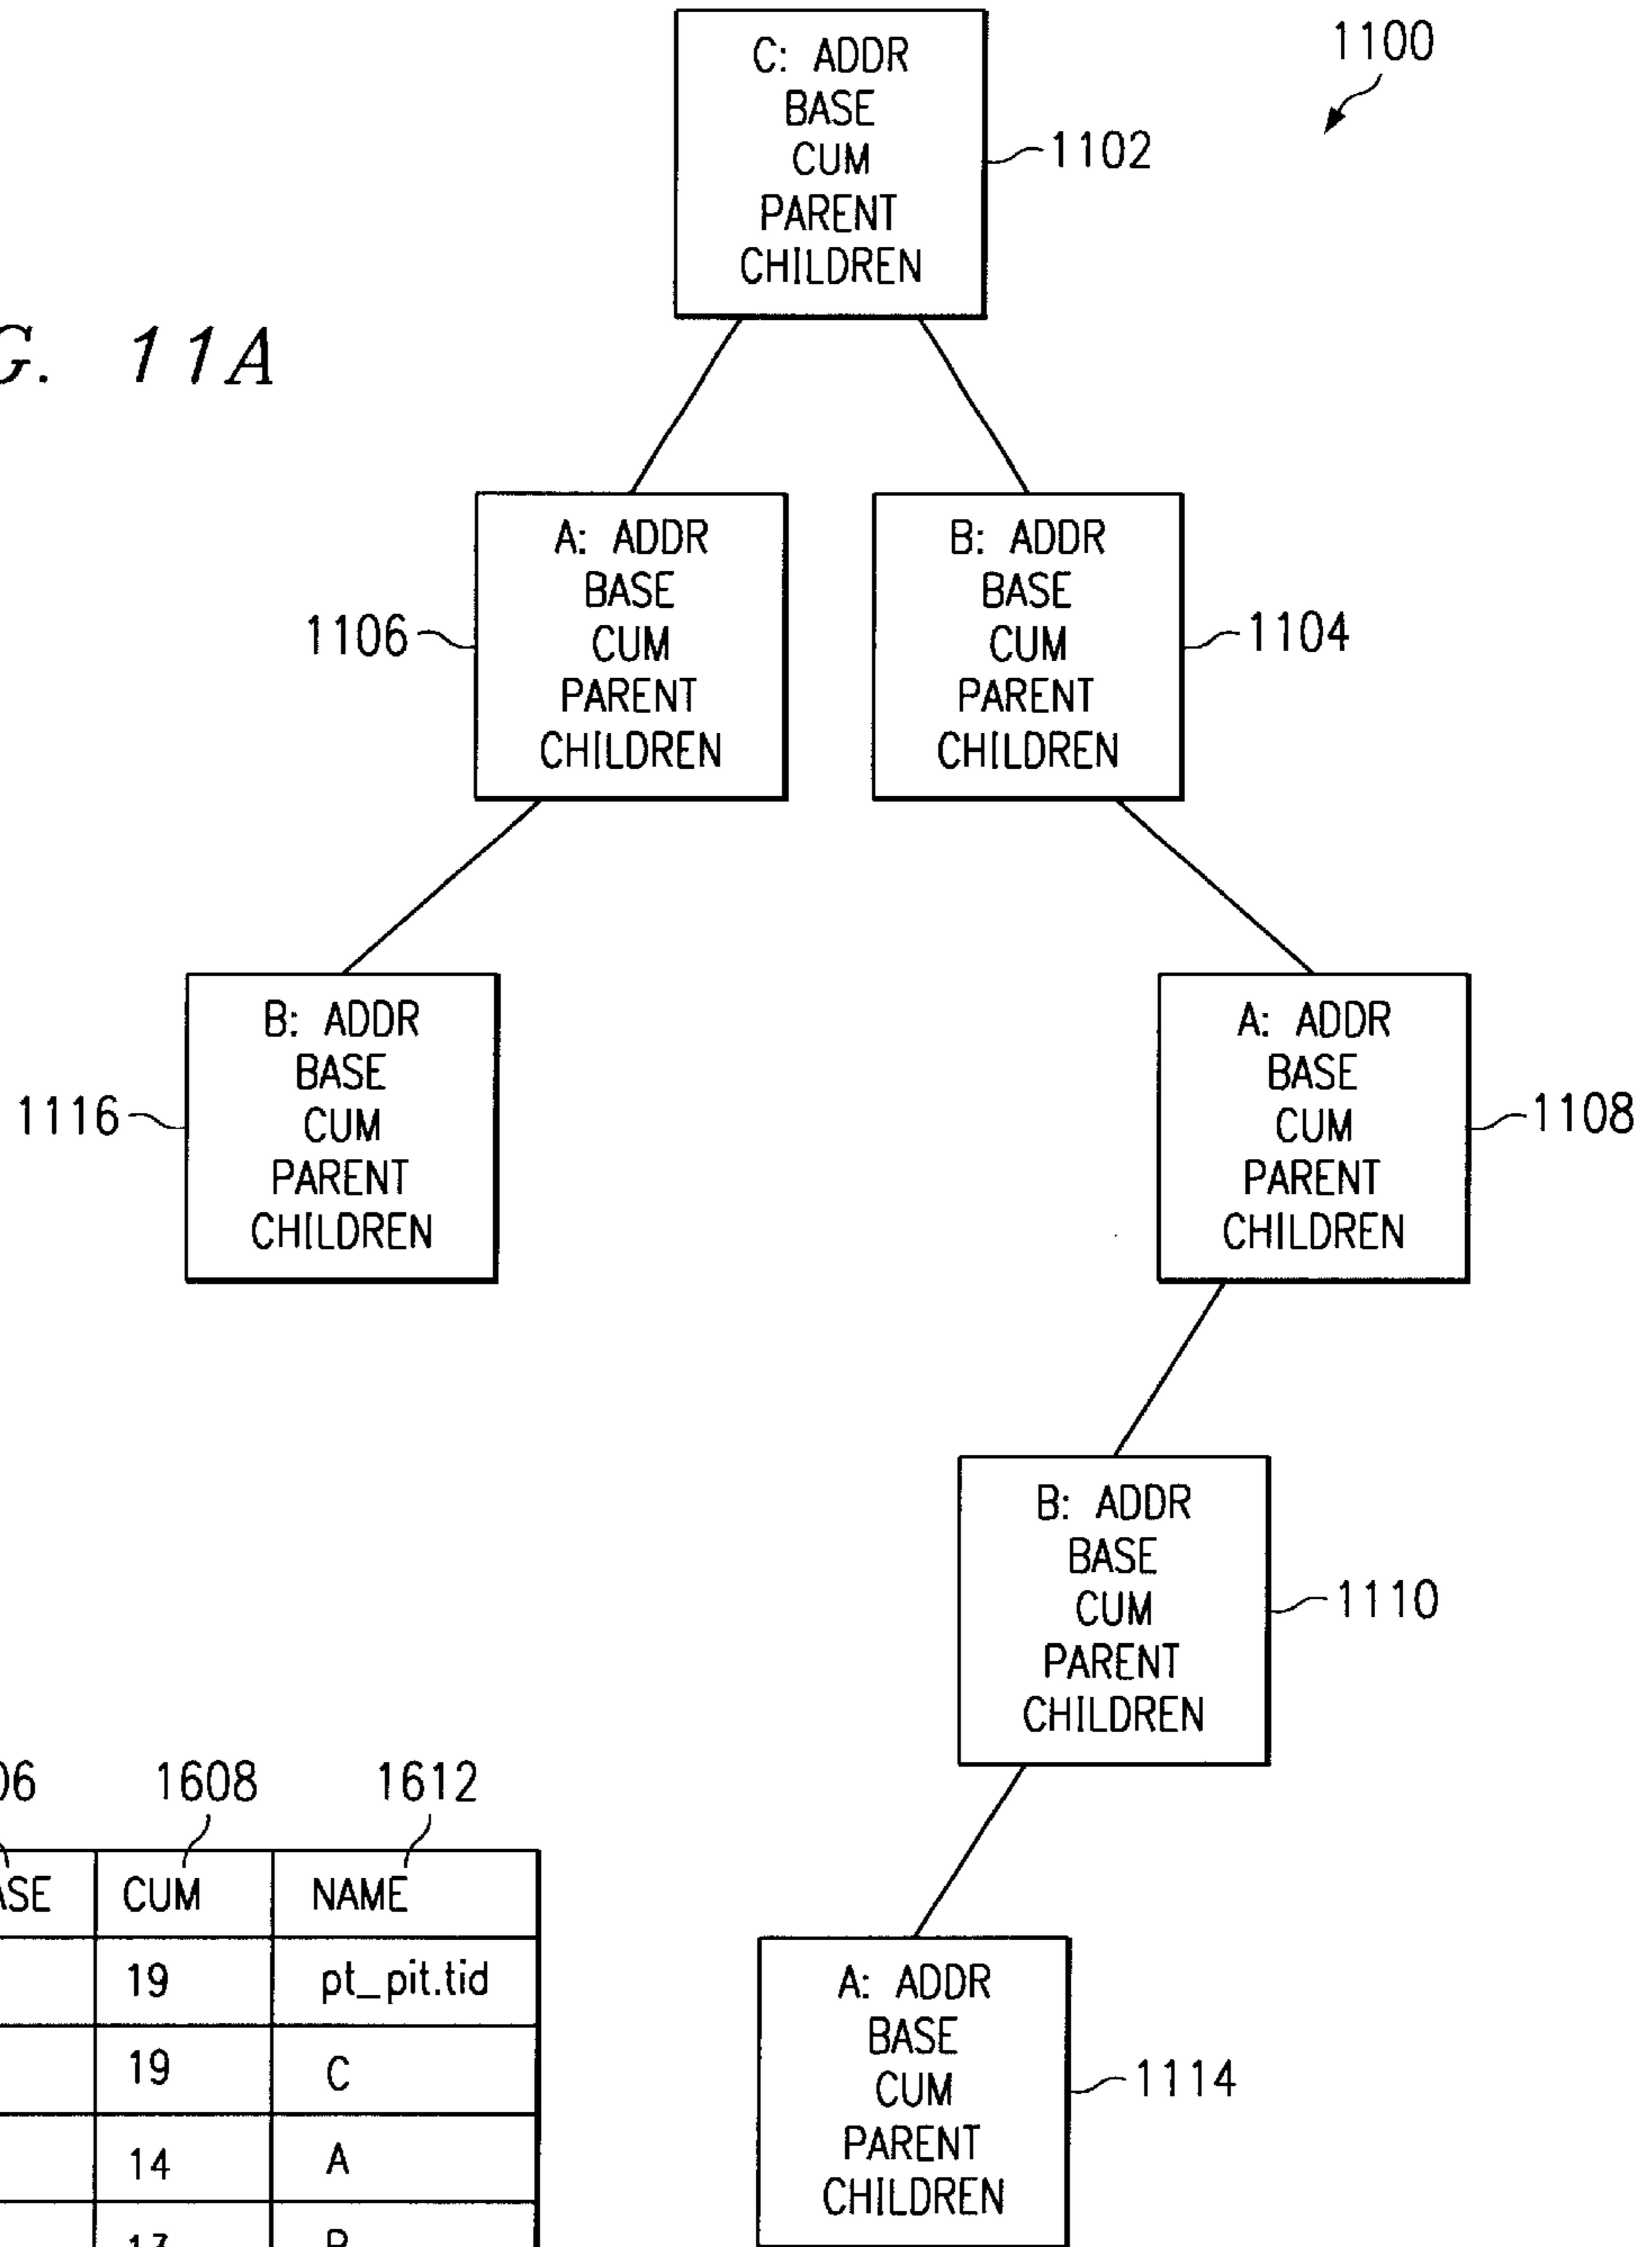 1100
C: ADDR
BASE
CUM
PARENT
CHILDREN
1102
G. 11A
A: ADDR
BASE
CUM
PARENT
CHILDREN
1106
B: ADDR
BASE
CUM
PARENT
CHILDREN
1104
B: ADDR
BASE
CUM
PARENT
CHILDREN
1116
A: ADDR
BASE
CUM
PARENT
CHILDREN
1108
B: ADDR
BASE
CUM
PARENT
CHILDREN
1110
A: ADDR
BASE
CUM
PARENT
CHILDREN
1114
06 1608 1612
ASE CUM NAME
19 pt_pit.tid
19 C
14 A